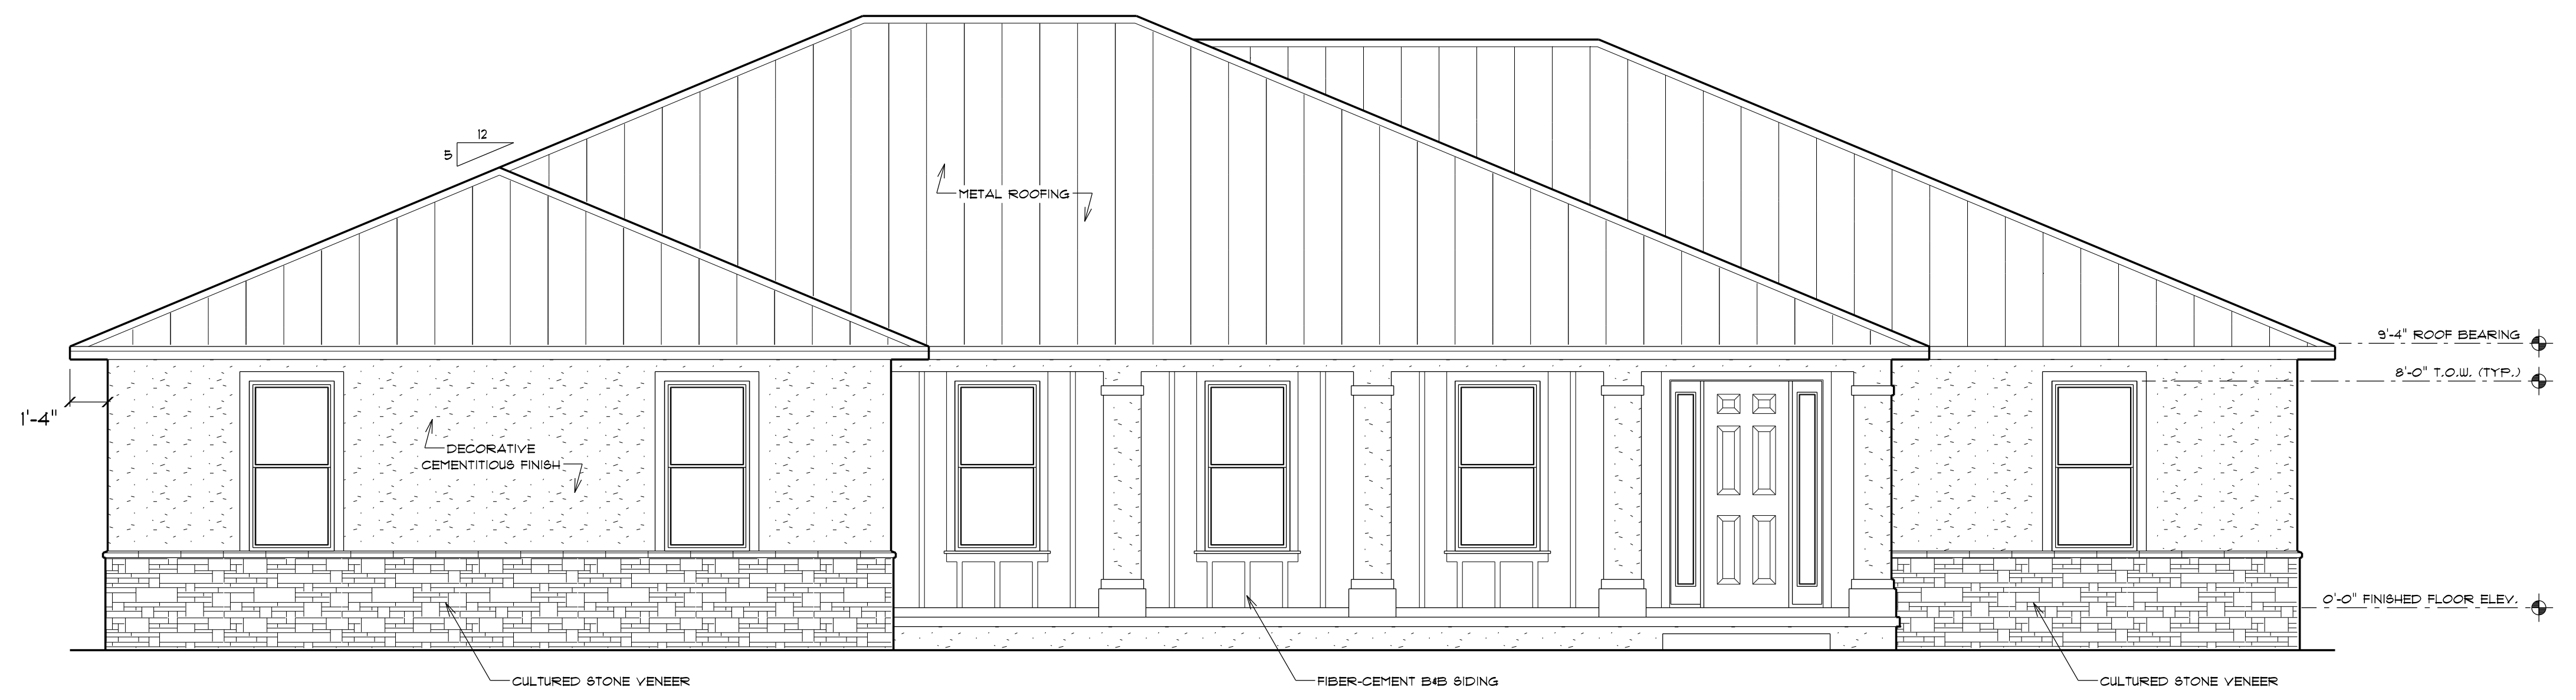 12
5
METAL ROOFING
9'-4" ROOF BEARING
8'-0" T.O.W. (TYP.)
1'-4"
DECORATIVE
CEMENTITIOUS FINISH
0'-0" FINISHED FLOOR ELEV.
CULTURED STONE VENEER
FIBER-CEMENT B&B SIDING
CULTURED STONE VENEER